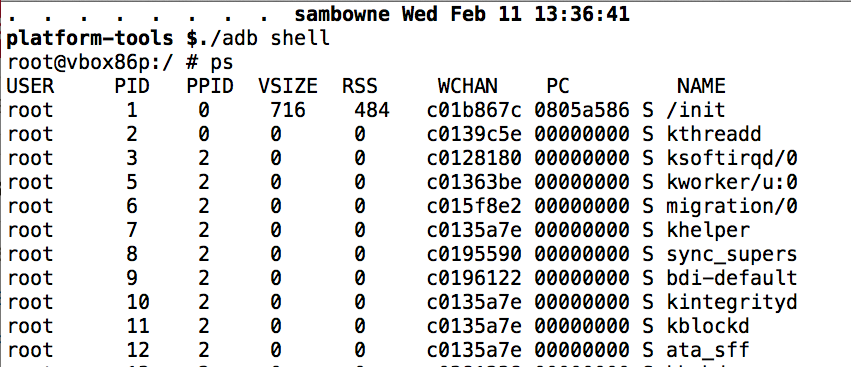 . . . . . . . . sambowne Wed Feb 11 13:36:41
platform-tools $./adb shell
root@vbox86p:/ # ps
USER     PID   PPID  VSIZE  RSS     WCHAN    PC         NAME
root      1     0     716    484   c01b867c 0805a586 S /init
root      2     0     0      0     c0139c5e 00000000 S kthreadd
root      3     2     0      0     c0128180 00000000 S ksoftirqd/0
root      5     2     0      0     c01363be 00000000 S kworker/u:0
root      6     2     0      0     c015f8e2 00000000 S migration/0
root      7     2     0      0     c0135a7e 00000000 S khelper
root      8     2     0      0     c0195590 00000000 S sync_supers
root      9     2     0      0     c0196122 00000000 S bdi-default
root      10    2     0      0     c0135a7e 00000000 S kintegrityd
root      11    2     0      0     c0135a7e 00000000 S kblockd
root      12    2     0      0     c0135a7e 00000000 S ata_sff